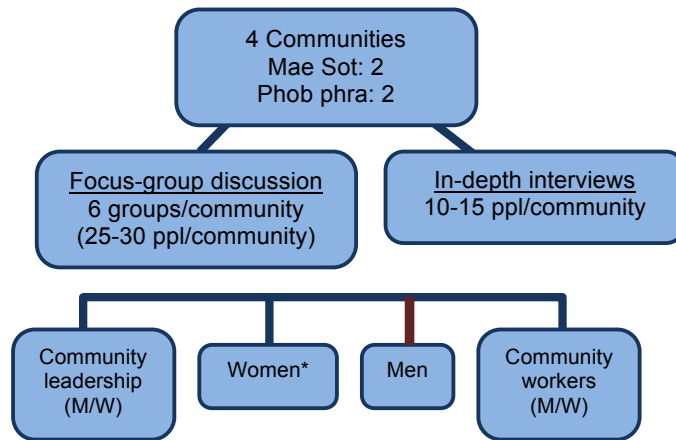 4 Communities
Mae Sot: 2
Phob phra: 2
Focus-group discussion
6 groups/community
(25-30 ppl/community)
In-depth interviews
10-15 ppl/community
Community
leadership
(M/W)
Women*
Men
Community
workers
(M/W)